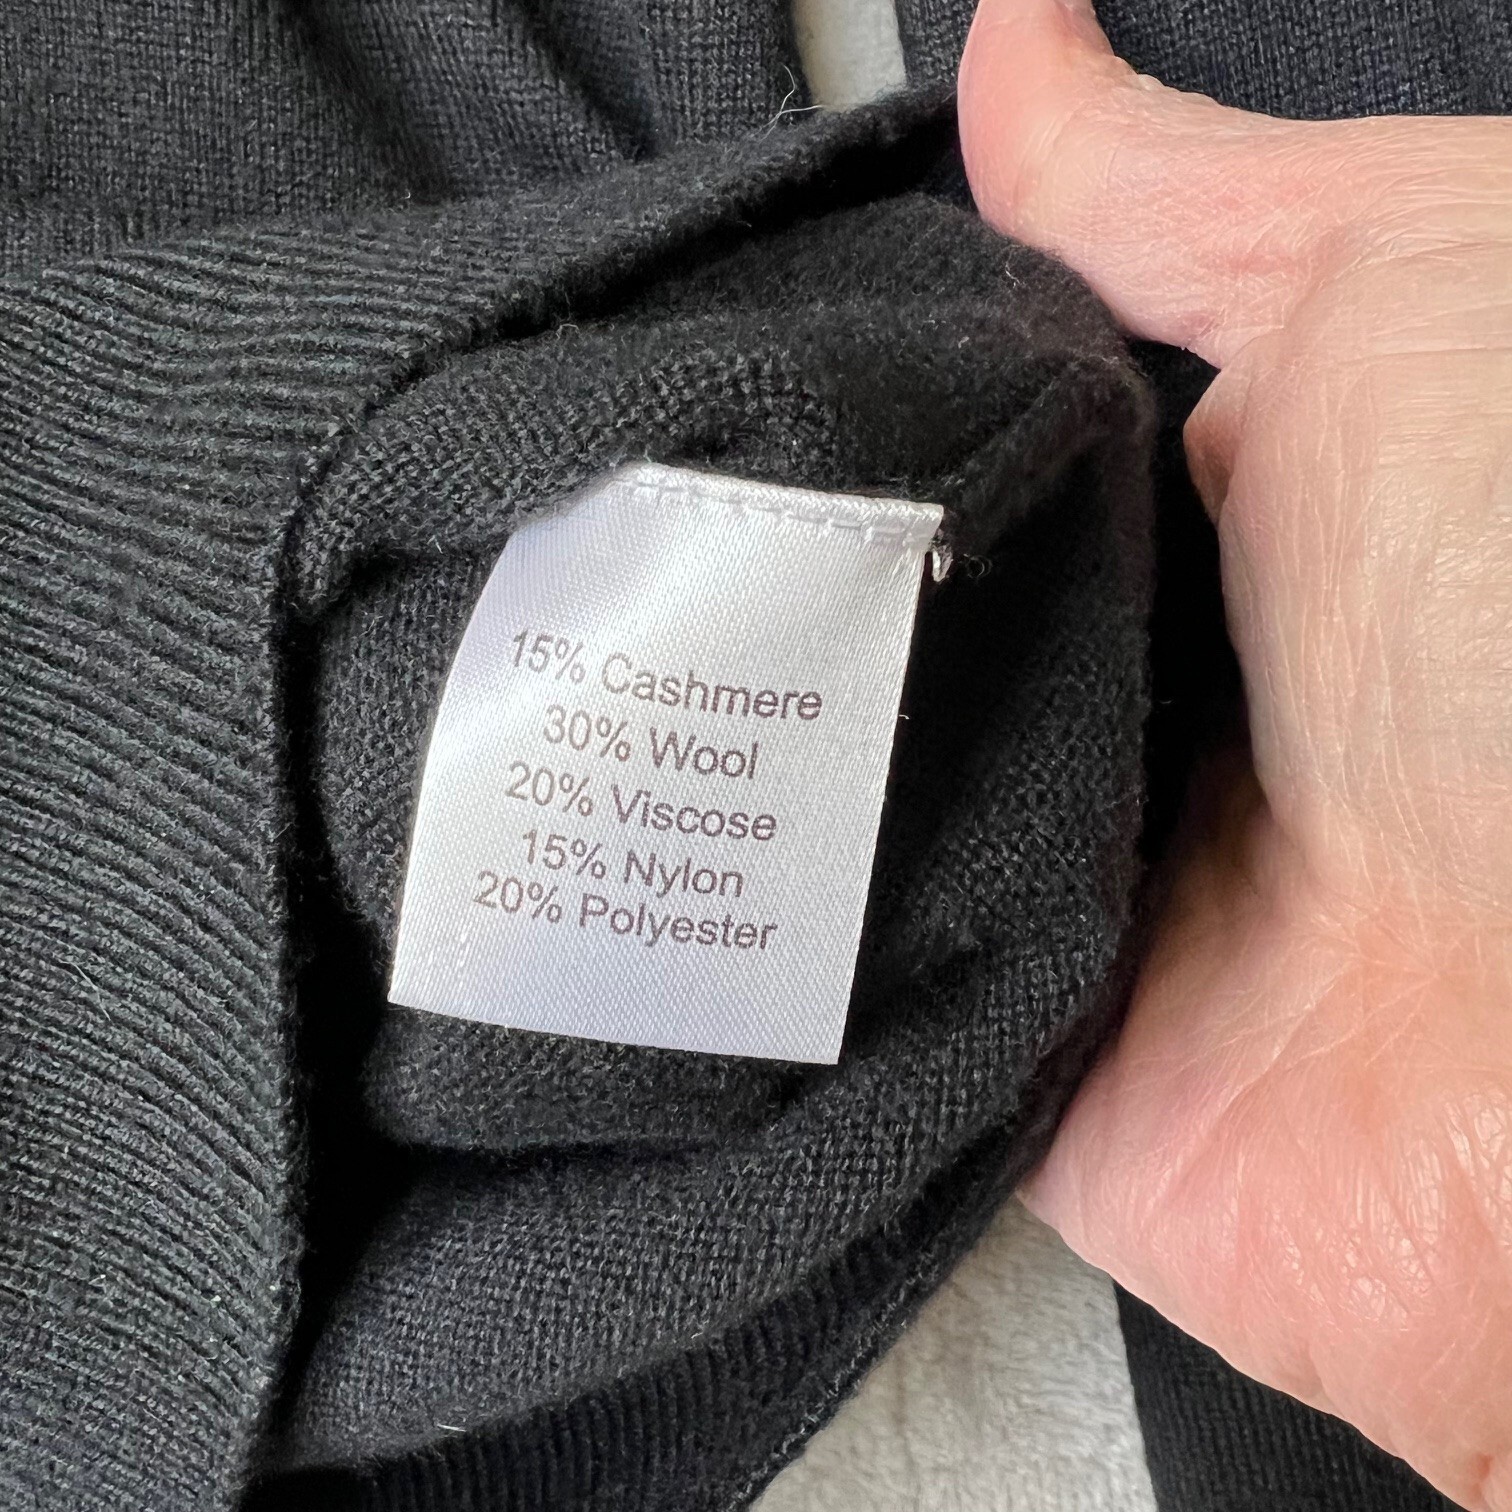 15% Cashmere
30% Wool
20% Viscose
15% Nylon
20% Polyester